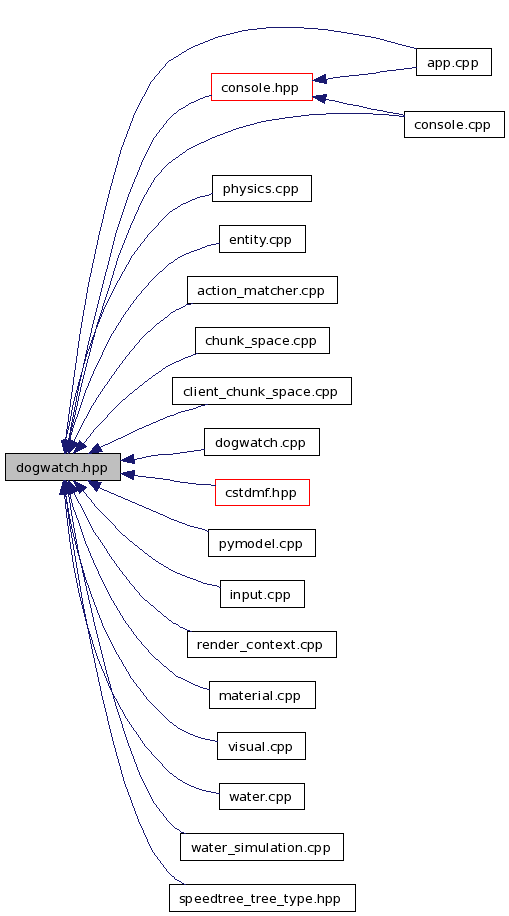 app.cpp
console.hpp
console.cpp
physics.cpp
entity.cpp
action_matcher.cpp
chunk_space.cpp
client_chunk_space.cpp
dogwatch.cpp
dogwatch.hpp
cstdmf.hpp
pymodel.cpp
input.cpp
render_context.cpp
material.cpp
visual.cpp
water.cpp
water_simulation.cpp
speedtree_tree_type.hpp